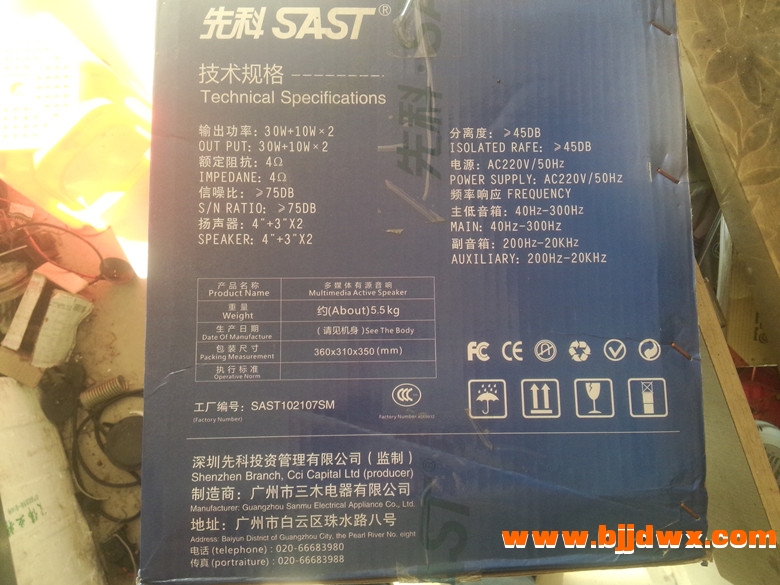 先科 SAST®
技术规格
Technical Specifications
输出功率: 30W+10W×2
OUT PUT: 30W+10W×2
额定阻抗: 4Ω
IMPEDANE: 4Ω
信噪比: ≥75DB
S/N RATIO: ≥75DB
扬声器: 4"+3"X2
SPEAKER: 4"+3"X2
分离度: ≥45DB
ISOLATED RAFE: ≥45DB
电源: AC220V/50Hz
POWER SUPPLY: AC220V/50Hz
频率响应 FREQUENCY
主低音箱: 40Hz-300Hz
MAIN: 40Hz-300Hz
副音箱: 200Hz-20KHz
AUXILIARY: 200Hz-20KHz
产品名称 多媒体有源音响
Product Name Multimedia Active Speaker
重量 约(About)5.5kg
Weight
生产日期 (请见机身)See The Body
Date Of Manufacture
包装尺寸 360x310x350(mm)
Packing Measurement
执行标准
Operative Norm
FC CE
工厂编号: SAST102107SM
(Factory Number)
CCC
深圳先科投资管理有限公司(监制)
Shenzhen Branch, Cci Capital Ltd (producer)
制造商: 广州市三木电器有限公司
Manufacturer: Guangzhou Sanmu Electrical Appliance Co., Ltd.
地址: 广州市白云区珠水路八号
Address: Baiyun District of Guangzhou City, the Pearl River No. eight
电话(telephone) : 020-66683980
传真(portraiture) : 020-66683988
先科·SA
SAST
www.bjjdwx.com